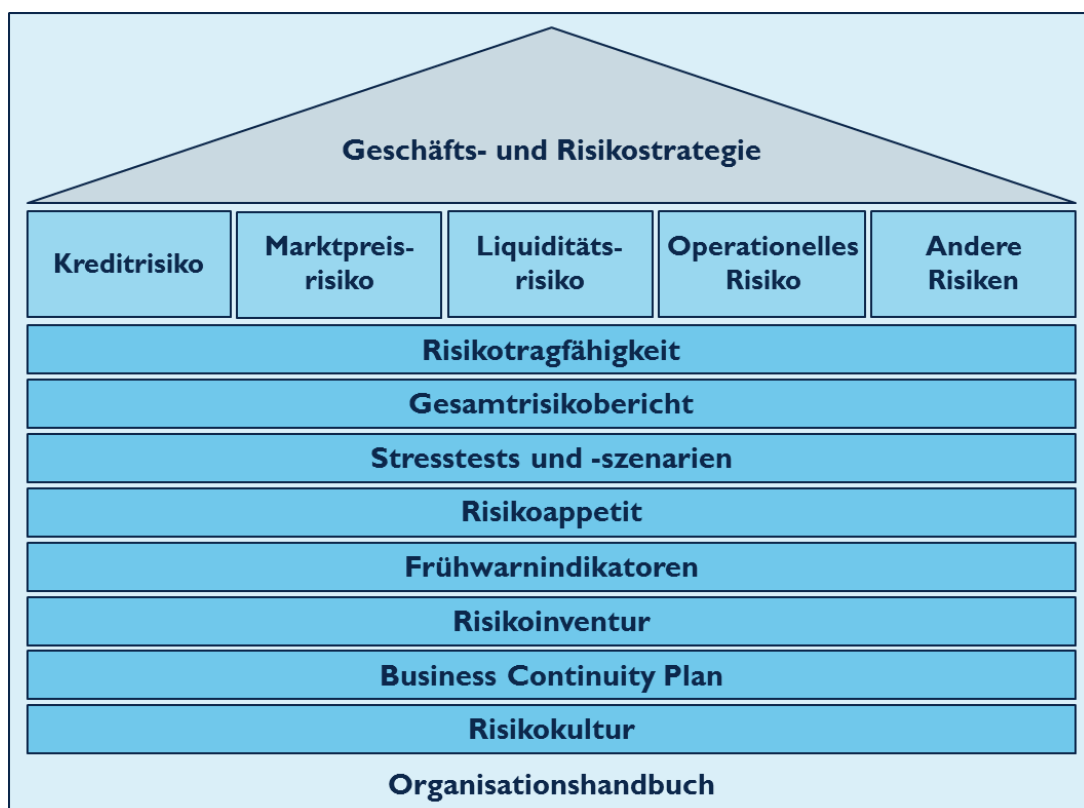 Geschäfts- und Risikostrategie
Kreditrisiko
Marktpreis-
risiko
Liquiditäts-
risiko
Operationelles
Risiko
Andere
Risiken
Risikotragfähigkeit
Gesamtrisikobericht
Stresstests und -szenarien
Risikoappetit
Frühwarnindikatoren
Risikoinventur
Business Continuity Plan
Risikokultur
Organisationshandbuch